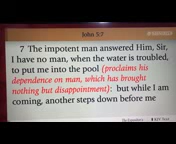 John 5:7
7 The impotent man answered Him, Sir,
I have no man, when the water is troubled,
to put me into the pool (proclaims his
dependence on man, which has brought
nothing but disappointment): but while I am
coming, another steps down before me